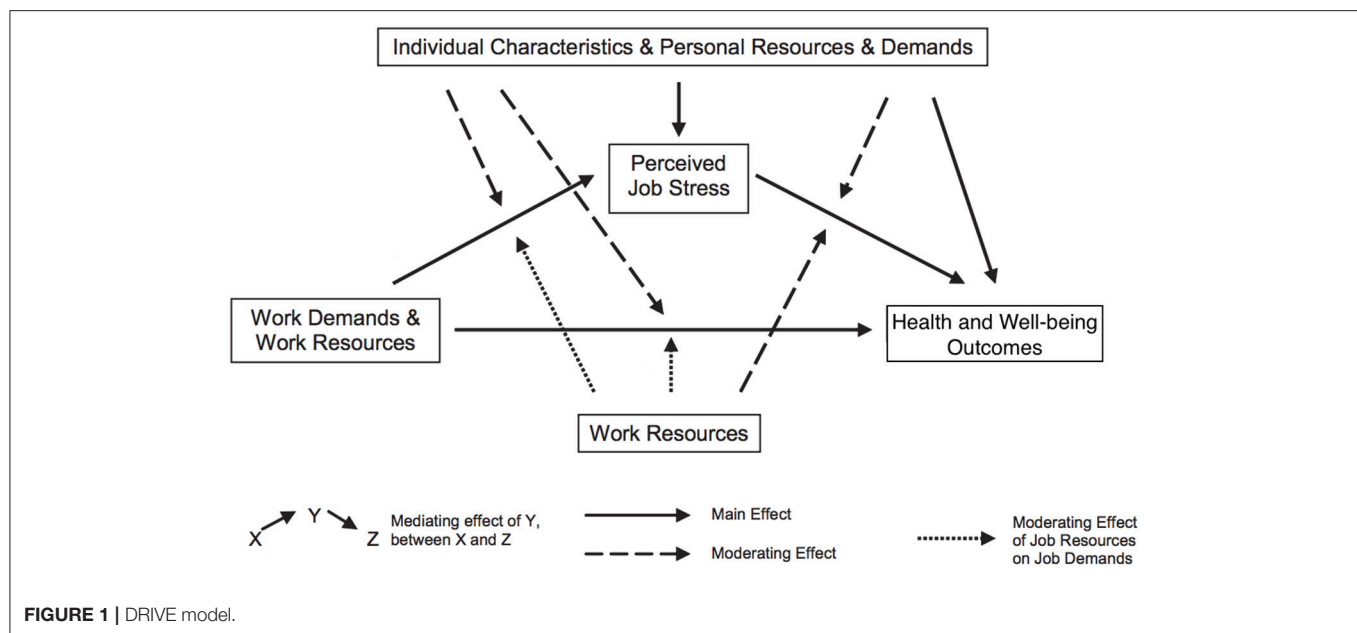 Individual Characteristics & Personal Resources & Demands
Perceived
Job Stress
Work Demands &
Work Resources
Health and Well-being
Outcomes
Work Resources
X Y Z
Mediating effect of Y,
between X and Z
Main Effect
Moderating Effect
Moderating Effect
of Job Resources
on Job Demands
FIGURE 1 | DRIVE model.